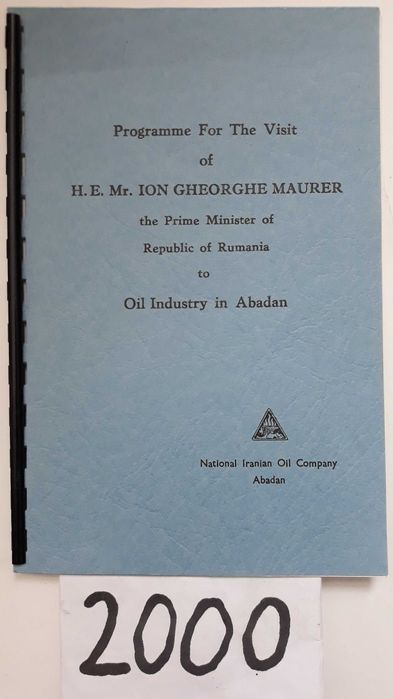 Programme For The Visit
of
H. E. Mr. ION GHEORGHE MAURER
the Prime Minister of
Republic of Rumania
to
Oil Industry in Abadan
National Iranian Oil Company
Abadan
2000